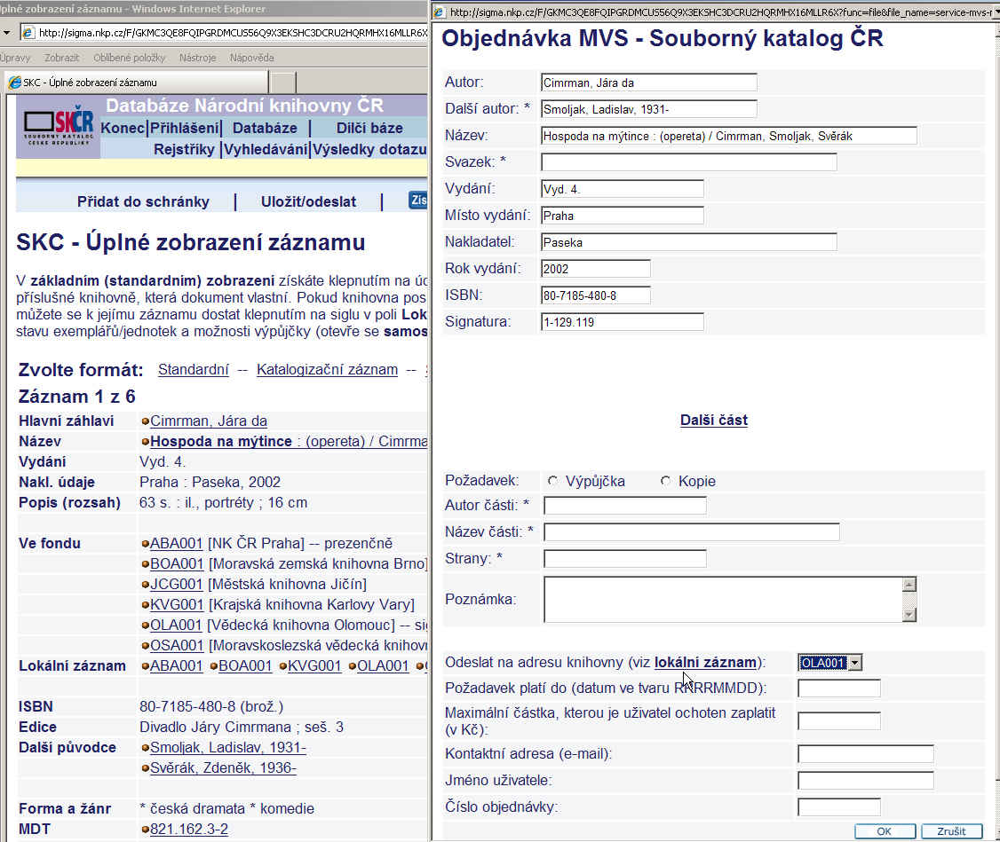 Úplné zobrazení záznamu - Windows Internet Explorer
http://sigma.nkp.cz/F/GKMC3QE8FQIPGRDMCUS56Q9X3EKSHC3DCRU2HQRMHX16MLLR6X
Úpravy Zobrazit Oblíbené položky Nástroje Nápověda
SKC - Úplné zobrazení záznamu
SKČR
SOUBORNÝ KATALOG
ČESKÉ REPUBLIKY
Databáze Národní knihovny ČR
Konec|Přihlášení| Databáze | Dílčí báze
Rejstříky |Vyhledávání|Výsledky dotazu
Přidat do schránky | Uložit/odeslat | Zís
SKC - Úplné zobrazení záznamu
V základním (standardním) zobrazení získáte klepnutím na úd
příslušné knihovně, která dokument vlastní. Pokud knihovna pos
můžete se k jejímu záznamu dostat klepnutím na siglu v poli Lok
stavu exemplářů/jednotek a možnosti výpůjčky (otevře se samos
Zvolte formát: Standardní -- Katalogizační záznam --
Záznam 1 z 6
Hlavní záhlaví Cimrman, Jára da
Název Hospoda na mýtince : (opereta) / Cimrma
Vydání Vyd. 4.
Nakl. údaje Praha : Paseka, 2002
Popis (rozsah) 63 s. : il., portréty ; 16 cm
Ve fondu ABA001 [NK ČR Praha] -- prezenčně
BOA001 [Moravská zemská knihovna Brno]
JCG001 [Městská knihovna Jičín]
KVG001 [Krajská knihovna Karlovy Vary]
OLA001 [Vědecká knihovna Olomouc] -- si
OSA001 [Moravskoslezská vědecká knihov
Lokální záznam ABA001 BOA001 KVG001 OLA001
ISBN 80-7185-480-8 (brož.)
Edice Divadlo Járy Cimrmana ; seš. 3
Další původce Smoljak, Ladislav, 1931-
Svěrák, Zdeněk, 1936-
Forma a žánr * česká dramata * komedie
MDT 821.162.3-2
http://sigma.nkp.cz/F/GKMC3QE8FQIPGRDMCUS56Q9X3EKSHC3DCRU2HQRMHX16MLLR6X?func=file&file_name=service-mvs-r
Objednávka MVS - Souborný katalog ČR
Autor: Cimrman, Jára da
Další autor: * Smoljak, Ladislav, 1931-
Název: Hospoda na mýtince : (opereta) / Cimrman, Smoljak, Svěrák
Svazek: *
Vydání: Vyd. 4.
Místo vydání: Praha
Nakladatel: Paseka
Rok vydání: 2002
ISBN: 80-7185-480-8
Signatura: 1-129.119
Další část
Požadavek: Výpůjčka Kopie
Autor části: *
Název části: *
Strany: *
Poznámka:
Odeslat na adresu knihovny (viz lokální záznam): OLA001
Požadavek platí do (datum ve tvaru RRRRMMDD):
Maximální částka, kterou je uživatel ochoten zaplatit
(v Kč):
Kontaktní adresa (e-mail):
Jméno uživatele:
Číslo objednávky:
OK Zrušit